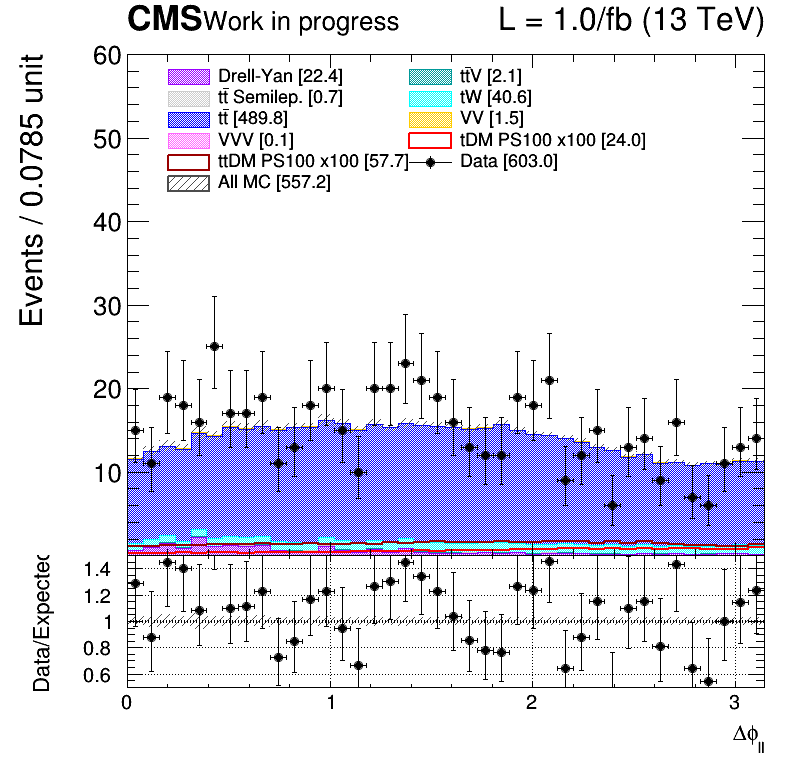 CMS Work in progress L = 1.0/fb (13 TeV)
Events / 0.0785 unit
60
50
40
30
20
10
Drell-Yan [22.4] tt̄V [2.1]
tt̄ Semilep. [0.7] tW [40.6]
tt̄ [489.8] VV [1.5]
VVV [0.1] tDM PS100 x100 [24.0]
ttDM PS100 x100 [57.7] Data [603.0]
All MC [557.2]
Data/Expected
1.4
1.2
1
0.8
0.6
0 1 2 3
Δϕ_ll